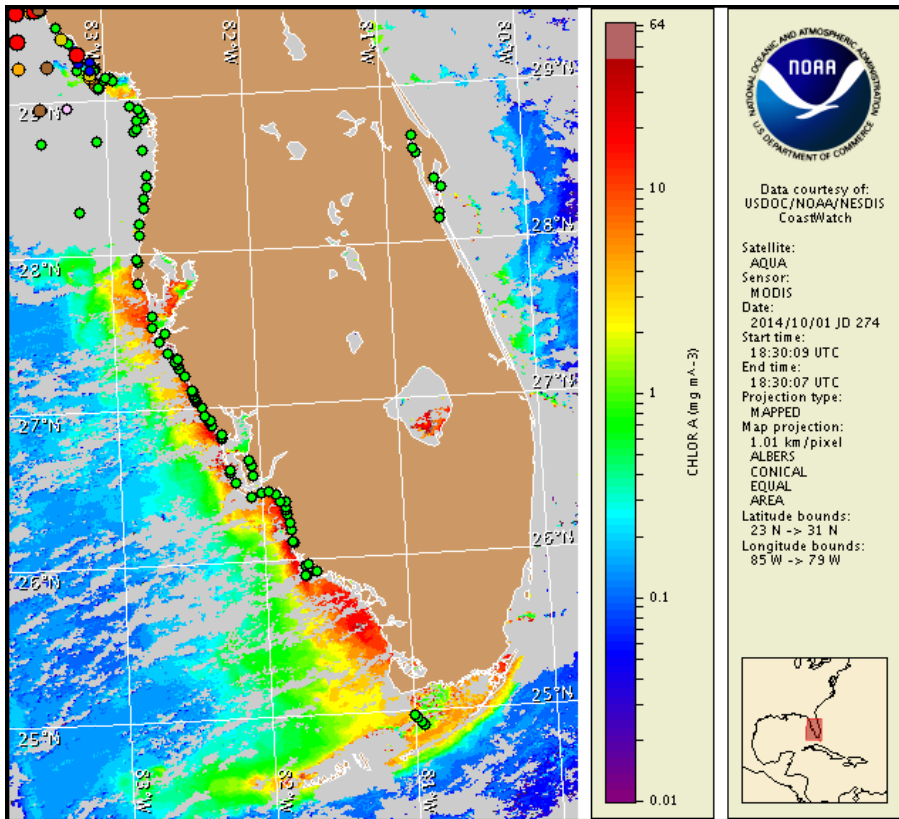 83°W
82°W
81°W
80°W
29°N
29°N
28°N
28°N
27°N
27°N
26°N
26°N
25°N
25°N
83°W
82°W
81°W
64
10
1
0.1
0.01
CHLOR A (mg m^-3)
NATIONAL OCEANIC AND ATMOSPHERIC ADMINISTRATION
NOAA
U.S. DEPARTMENT OF COMMERCE
Data courtesy of:
USDOC/NOAA/NESDIS
CoastWatch
Satellite:
AQUA
Sensor:
MODIS
Date:
2014/10/01 JD 274
Start time:
18:30:09 UTC
End time:
18:30:07 UTC
Projection type:
MAPPED
Map projection:
1.01 km/pixel
ALBERS
CONICAL
EQUAL
AREA
Latitude bounds:
23 N -> 31 N
Longitude bounds:
85 W -> 79 W